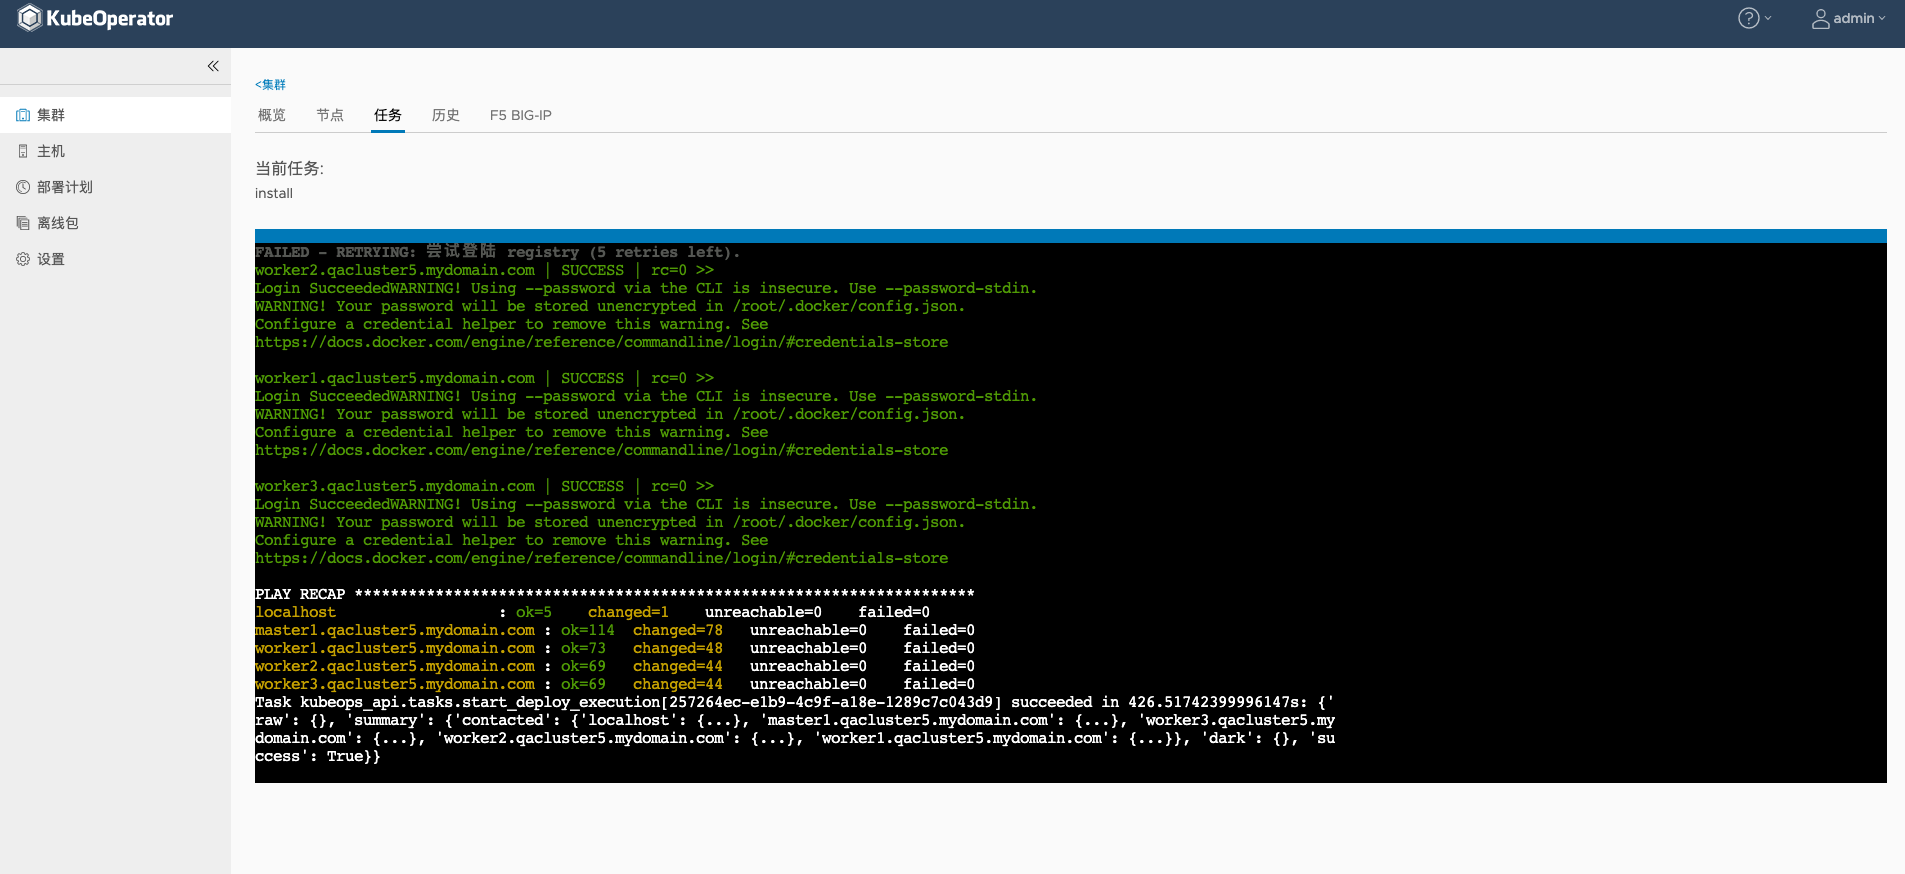 KubeOperator
admin
集群
主机
部署计划
离线包
设置
<集群
概览 节点 任务 历史 F5 BIG-IP
当前任务:
install
FAILED - RETRYING: 尝试登陆 registry (5 retries left).
worker2.qacluster5.mydomain.com | SUCCESS | rc=0 >>
Login SucceededWARNING! Using --password via the CLI is insecure. Use --password-stdin.
WARNING! Your password will be stored unencrypted in /root/.docker/config.json.
Configure a credential helper to remove this warning. See
https://docs.docker.com/engine/reference/commandline/login/#credentials-store
worker1.qacluster5.mydomain.com | SUCCESS | rc=0 >>
Login SucceededWARNING! Using --password via the CLI is insecure. Use --password-stdin.
WARNING! Your password will be stored unencrypted in /root/.docker/config.json.
Configure a credential helper to remove this warning. See
https://docs.docker.com/engine/reference/commandline/login/#credentials-store
worker3.qacluster5.mydomain.com | SUCCESS | rc=0 >>
Login SucceededWARNING! Using --password via the CLI is insecure. Use --password-stdin.
WARNING! Your password will be stored unencrypted in /root/.docker/config.json.
Configure a credential helper to remove this warning. See
https://docs.docker.com/engine/reference/commandline/login/#credentials-store
PLAY RECAP *********************************************************************
localhost : ok=5 changed=1 unreachable=0 failed=0
master1.qacluster5.mydomain.com : ok=114 changed=78 unreachable=0 failed=0
worker1.qacluster5.mydomain.com : ok=73 changed=48 unreachable=0 failed=0
worker2.qacluster5.mydomain.com : ok=69 changed=44 unreachable=0 failed=0
worker3.qacluster5.mydomain.com : ok=69 changed=44 unreachable=0 failed=0
Task kubeops_api.tasks.start_deploy_execution[257264ec-e1b9-4c9f-a18e-1289c7c043d9] succeeded in 426.517423999961 47s: {'
raw': {}, 'summary': {'contacted': {'localhost': {...}, 'master1.qacluster5.mydomain.com': {...}, 'worker3.qacluster5.my
domain.com': {...}, 'worker2.qacluster5.mydomain.com': {...}, 'worker1.qacluster5.mydomain.com': {...}}, 'dark': {}, 'su
ccess': True}}